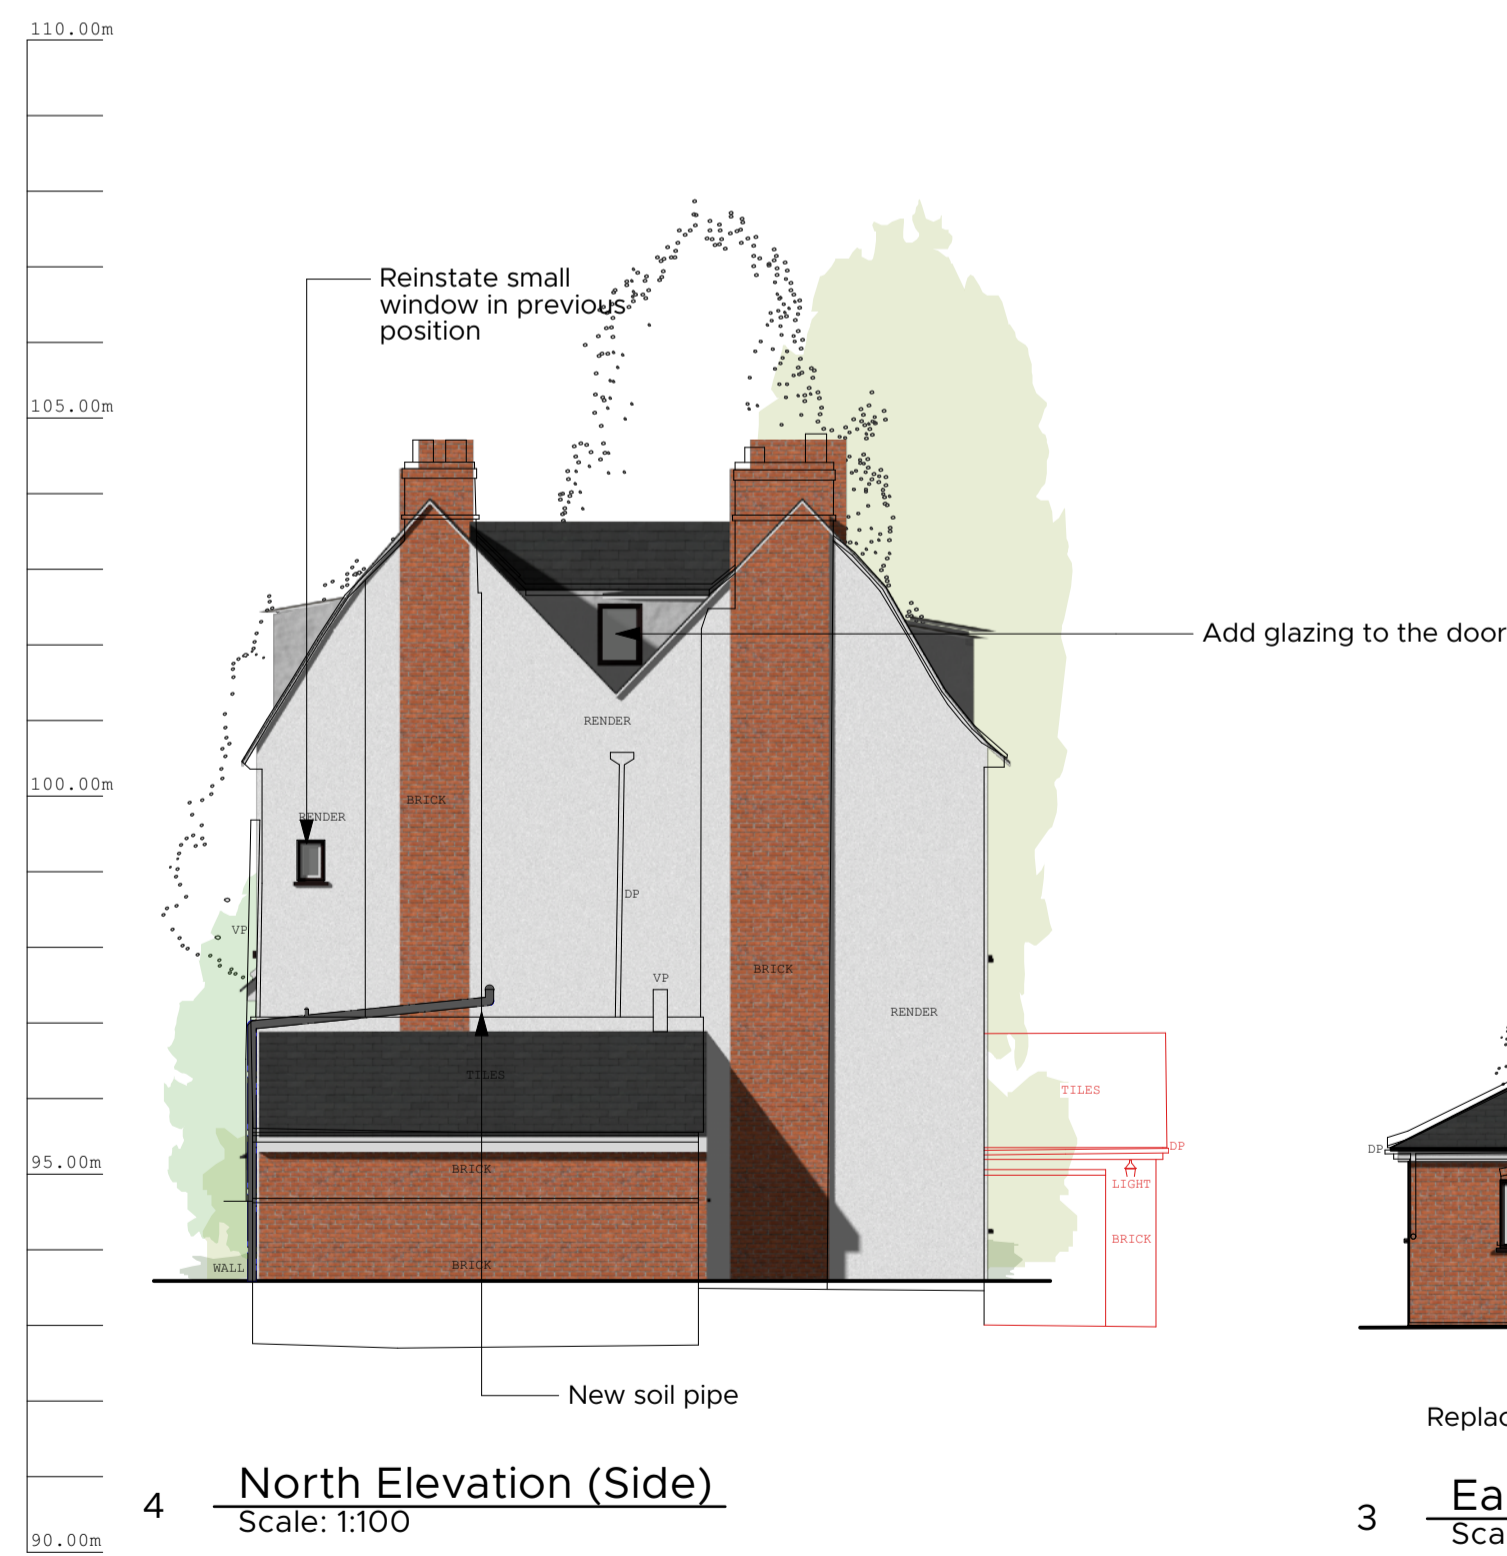 110.00m
Reinstate small
window in previous
position
105.00m
Add glazing to the door
RENDER
100.00m
BRICK
RENDER
DP
VP
BRICK
VP
RENDER
TILES
TILES
95.00m
DP
DP
BRICK
LIGHT
BRICK
WALL
BRICK
New soil pipe
Replac
North Elevation (Side)
4
Scale: 1:100
Ea
3
Sca
90.00m